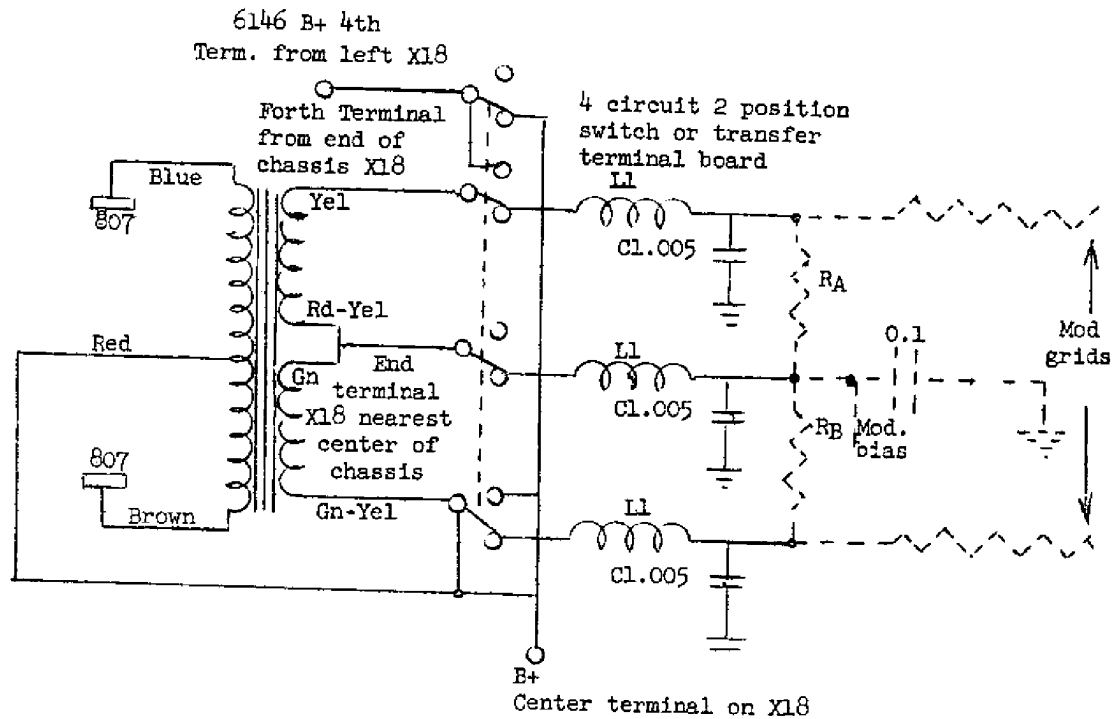 6146 B+ 4th
Term. from left X18
Forth Terminal
from end of
chassis X18
4 circuit 2 position
switch or transfer
terminal board
Blue
807
Yel
L1
C1.005
RA
Rd-Yel
Red
0.1
Mod
grids
Gn
End
terminal
X18 nearest
center of
chassis
L1
C1.005
RB
Mod.
bias
807
Brown
Gn-Yel
L1
C1.005
B+
Center terminal on X18